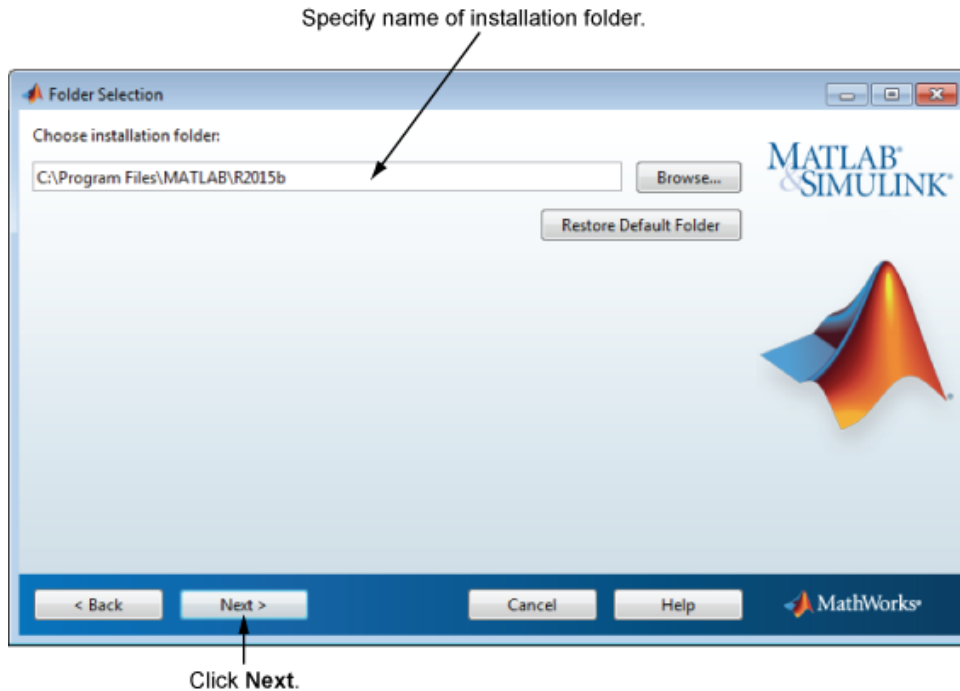 Specify name of installation folder.
Folder Selection
Choose installation folder:
C:\Program Files\MATLAB\R2015b
Browse...
Restore Default Folder
MATLAB®
&SIMULINK®
®
< Back
Next >
Cancel
Help
MathWorks®
Click Next.